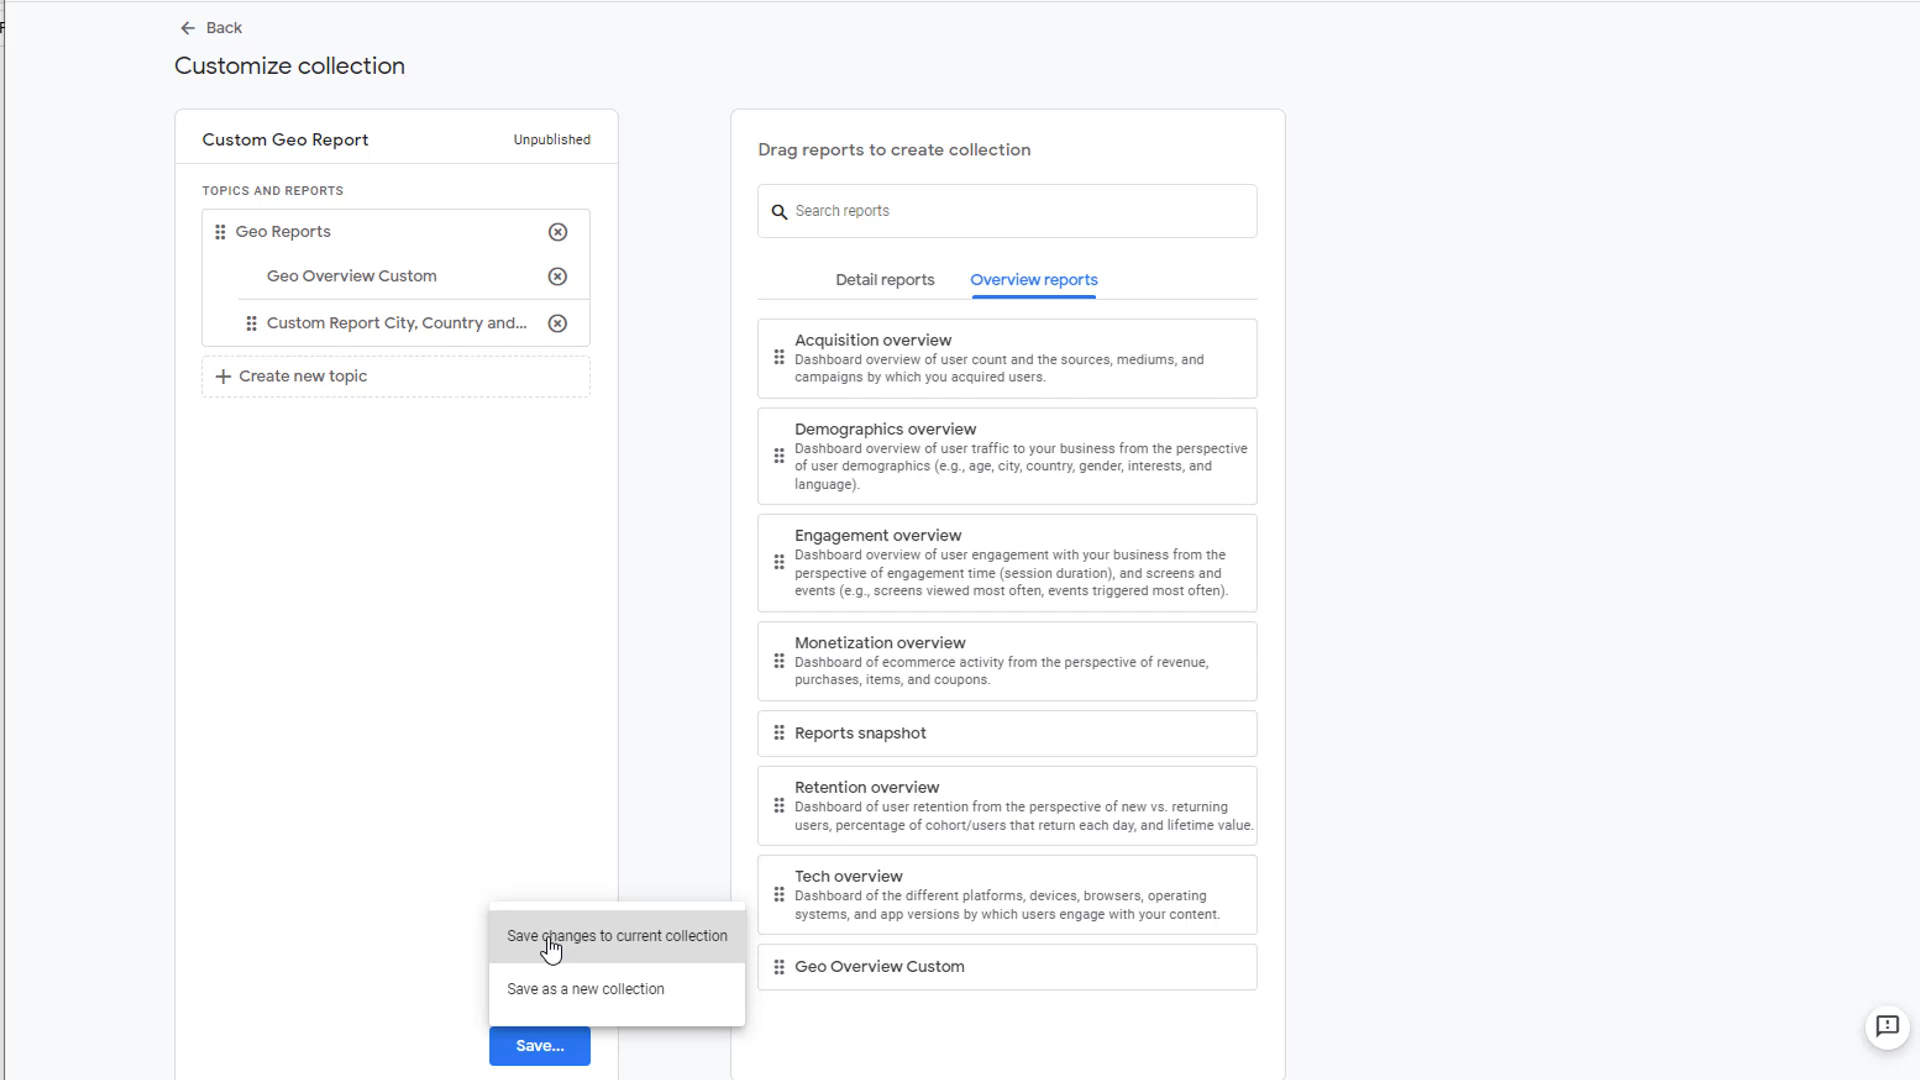 Back
Customize collection
Custom Geo Report
Unpublished
TOPICS AND REPORTS
Geo Reports
Geo Overview Custom
Custom Report City, Country and...
Create new topic
Save changes to current collection
Save as a new collection
Save...
Drag reports to create collection
Search reports
Detail reports
Overview reports
Acquisition overview
Dashboard overview of user count and the sources, mediums, and
campaigns by which you acquired users.
Demographics overview
Dashboard overview of user traffic to your business from the perspective
of user demographics (e.g., age, city, country, gender, interests, and
language).
Engagement overview
Dashboard overview of user engagement with your business from the
perspective of engagement time (session duration), and screens and
events (e.g., screens viewed most often, events triggered most often).
Monetization overview
Dashboard of ecommerce activity from the perspective of revenue,
purchases, items, and coupons.
Reports snapshot
Retention overview
Dashboard of user retention from the perspective of new vs. returning
users, percentage of cohort/users that return each day, and lifetime value.
Tech overview
Dashboard of the different platforms, devices, browsers, operating
systems, and app versions by which users engage with your content.
Geo Overview Custom